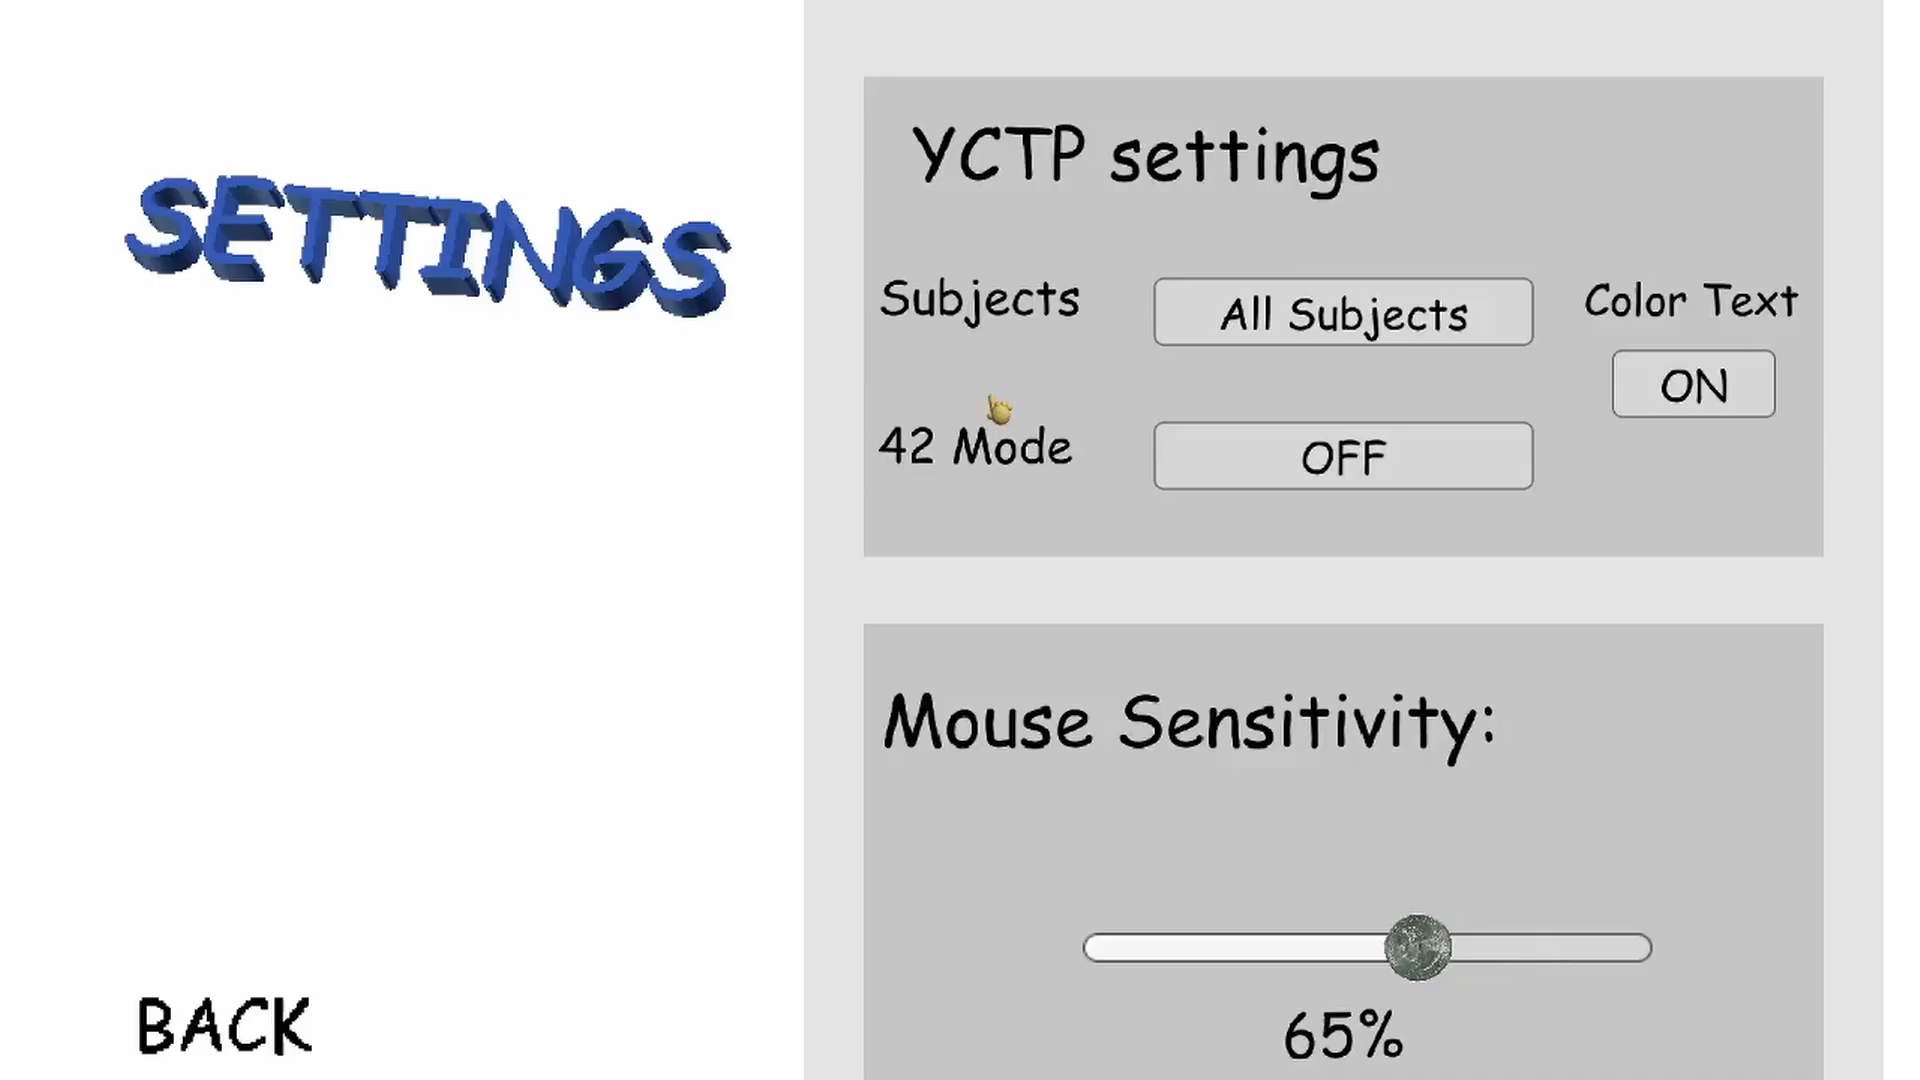 SETTINGS
YCTP settings
Subjects
All Subjects
Color Text
ON
42 Mode
OFF
Mouse Sensitivity:
65%
BACK